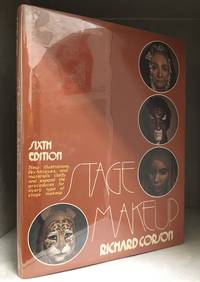 SIXTH
EDITION
New illustrations,
techniques, and
materials clarify
and expand the
procedures for
every type of
stage makeup
STAGE
MAKEUP
RICHARD CORSON